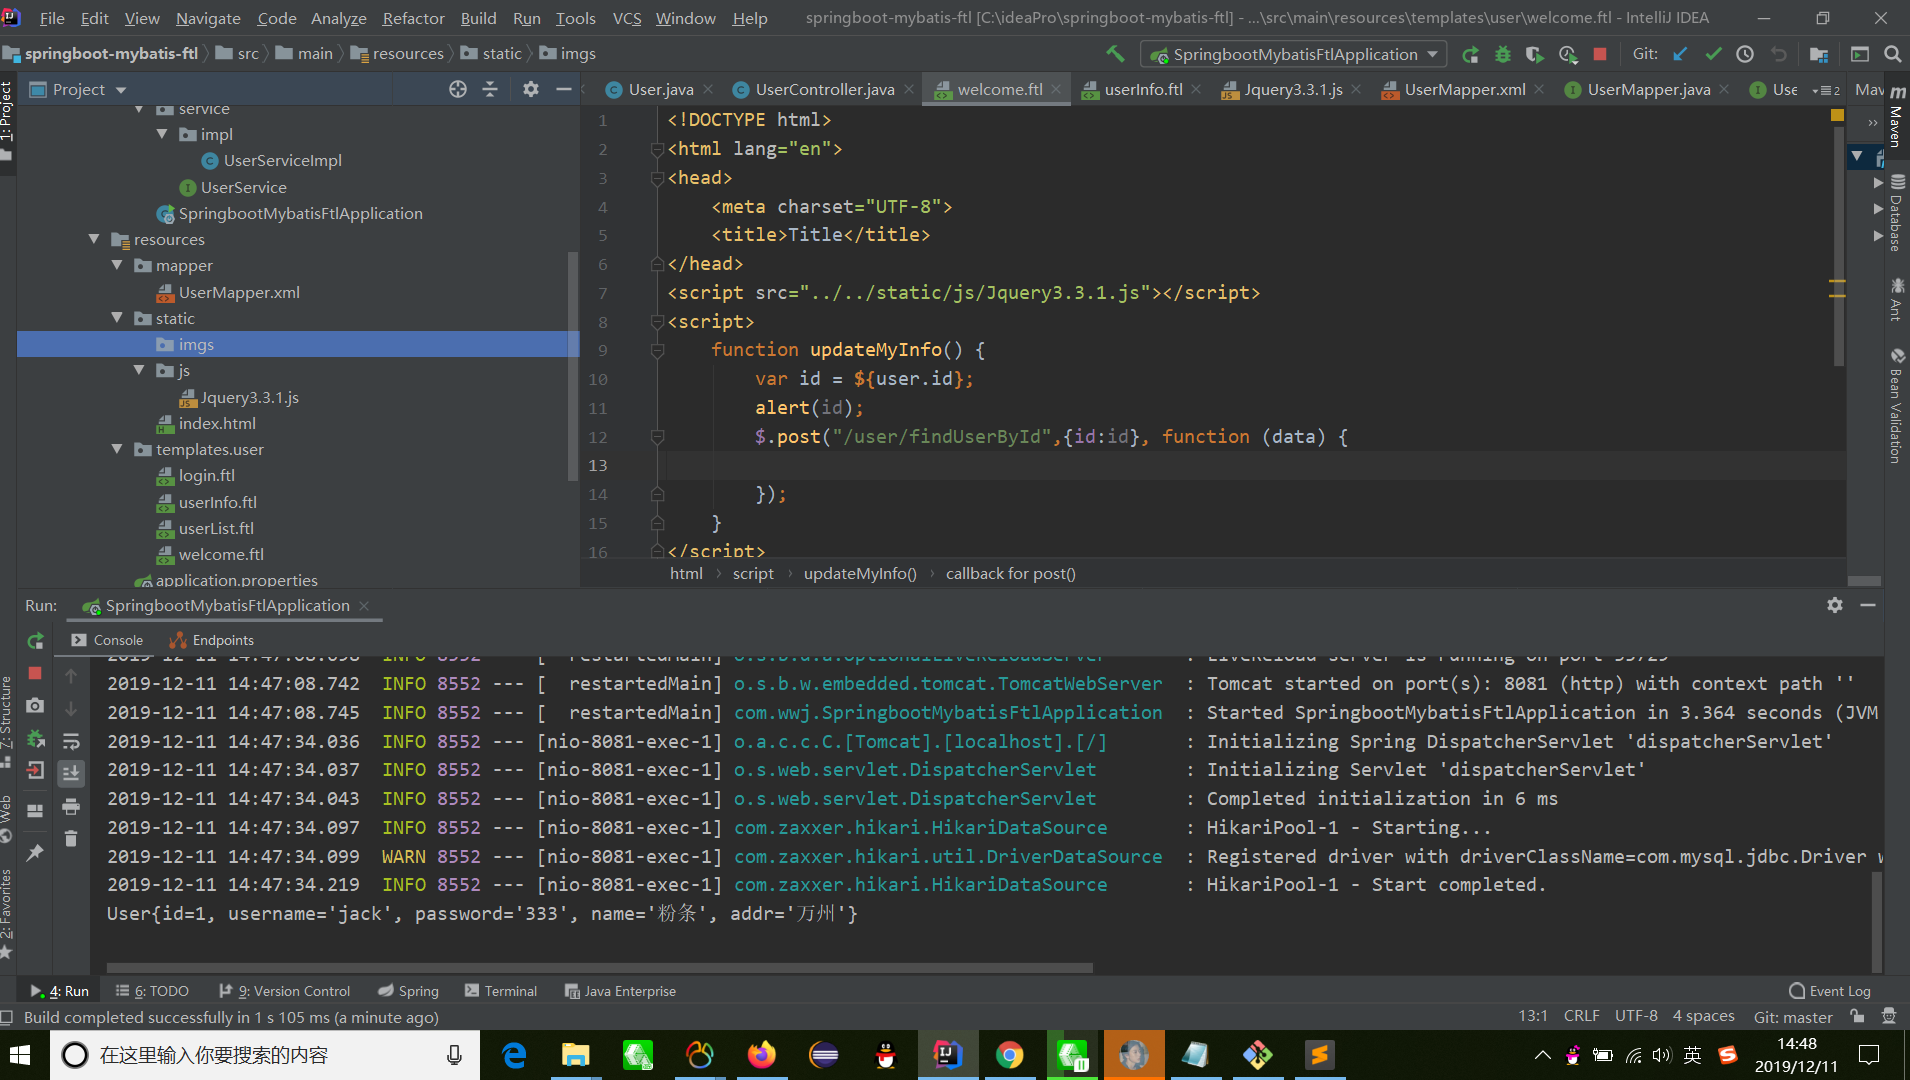 File Edit View Navigate Code Analyze Refactor Build Run Tools VCS Window Help springboot-mybatis-ftl [C:\ideaPro\springboot-mybatis-ftl] - ...\src\main\resources\templates\user\welcome.ftl - IntelliJ IDEA
springboot-mybatis-ftl src main resources static imgs SpringbootMybatisFtlApplication Git:
Project User.java UserController.java welcome.ftl userInfo.ftl Jquery3.3.1.js UserMapper.xml UserMapper.java Use 2 Mav
1: Project
service
impl
UserServiceImpl
UserService
SpringbootMybatisFtlApplication
resources
mapper
UserMapper.xml
static
imgs
js
Jquery3.3.1.js
index.html
templates.user
login.ftl
userInfo.ftl
userList.ftl
welcome.ftl
application.properties
1 <!DOCTYPE html>
2 <html lang="en">
3 <head>
4 <meta charset="UTF-8">
5 <title>Title</title>
6 </head>
7 <script src="../../static/js/Jquery3.3.1.js"></script>
8 <script>
9 function updateMyInfo() {
10 var id = ${user.id};
11 alert(id);
12 $.post("/user/findUserById",{id:id}, function (data) {
13
14 });
15 }
16 </script>
html script updateMyInfo() callback for post()
Maven
Database
Ant
Bean Validation
Run: SpringbootMybatisFtlApplication
Console Endpoints
2019-12-11 14:47:08.698 INFO 8552 --- [ restartedMain] o.s.b.d.a.OptionalLiveReloadServer : LiveReload server is running on port 35729
2019-12-11 14:47:08.742 INFO 8552 --- [ restartedMain] o.s.b.w.embedded.tomcat.TomcatWebServer : Tomcat started on port(s): 8081 (http) with context path ''
2019-12-11 14:47:08.745 INFO 8552 --- [ restartedMain] com.wwj.SpringbootMybatisFtlApplication : Started SpringbootMybatisFtlApplication in 3.364 seconds (JVM
2019-12-11 14:47:34.036 INFO 8552 --- [nio-8081-exec-1] o.a.c.c.C.[Tomcat].[localhost].[/] : Initializing Spring DispatcherServlet 'dispatcherServlet'
2019-12-11 14:47:34.037 INFO 8552 --- [nio-8081-exec-1] o.s.web.servlet.DispatcherServlet : Initializing Servlet 'dispatcherServlet'
2019-12-11 14:47:34.043 INFO 8552 --- [nio-8081-exec-1] o.s.web.servlet.DispatcherServlet : Completed initialization in 6 ms
2019-12-11 14:47:34.097 INFO 8552 --- [nio-8081-exec-1] com.zaxxer.hikari.HikariDataSource : HikariPool-1 - Starting...
2019-12-11 14:47:34.099 WARN 8552 --- [nio-8081-exec-1] com.zaxxer.hikari.util.DriverDataSource : Registered driver with driverClassName=com.mysql.jdbc.Driver w
2019-12-11 14:47:34.219 INFO 8552 --- [nio-8081-exec-1] com.zaxxer.hikari.HikariDataSource : HikariPool-1 - Start completed.
User{id=1, username='jack', password='333', name='粉条', addr='万州'}
Z: Structure
Web
2: Favorites
4: Run 6: TODO 9: Version Control Spring Terminal Java Enterprise Event Log
Build completed successfully in 1 s 105 ms (a minute ago) 13:1 CRLF UTF-8 4 spaces Git: master
在这里输入你要搜索的内容 英 14:48
2019/12/11